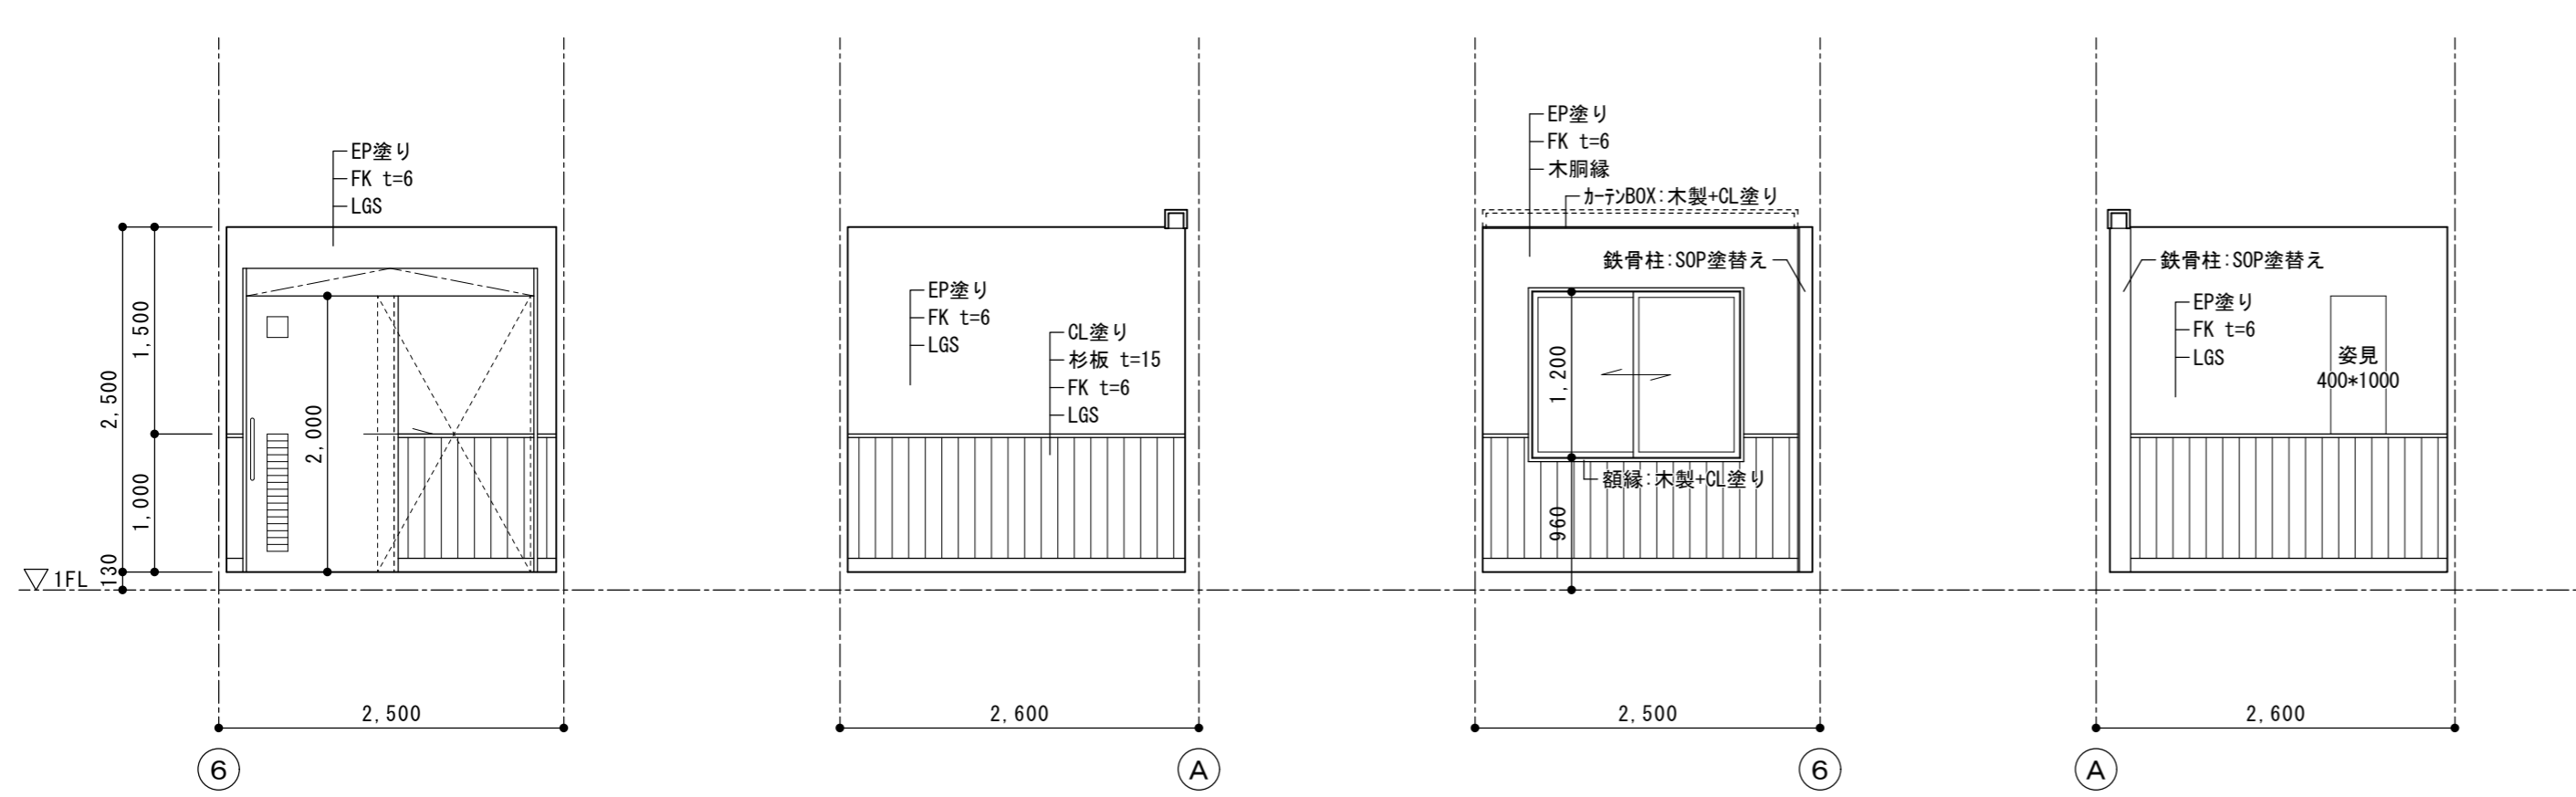 EP塗り
FK t=6
LGS
2,500
1,500
1,000
130
2,000
1FL
2,500
6
EP塗り
FK t=6
LGS
CL塗り
杉板 t=15
FK t=6
LGS
2,600
A
EP塗り
FK t=6
木胴縁
ｶｰﾃﾝBOX:木製+CL塗り
鉄骨柱:SOP塗替え
1,200
額縁:木製+CL塗り
960
2,500
6
鉄骨柱:SOP塗替え
EP塗り
FK t=6
LGS
姿見
400*1000
2,600
A